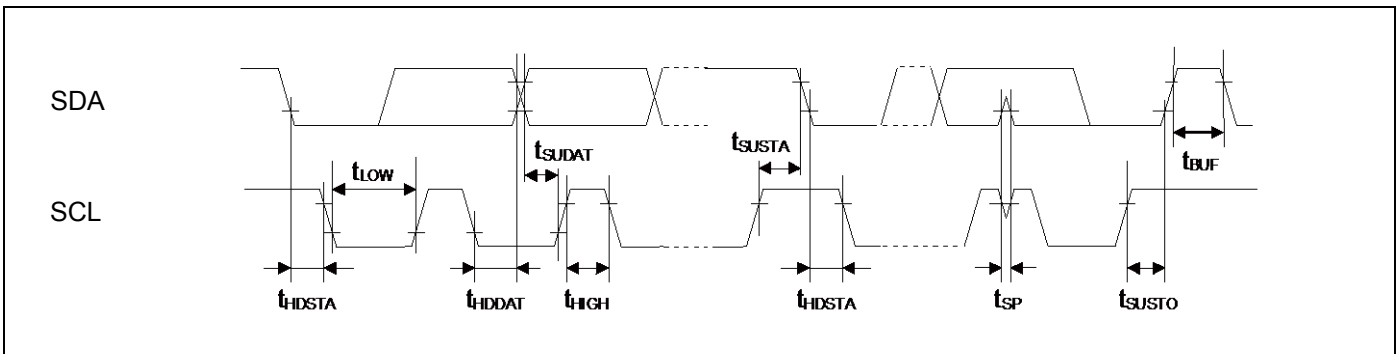 SDA
tSUDAT
tSUSTA
tLOW
tBUF
SCL
tHDSTA
tHDDAT
tHIGH
tHDSTA
tSP
tSUSTO